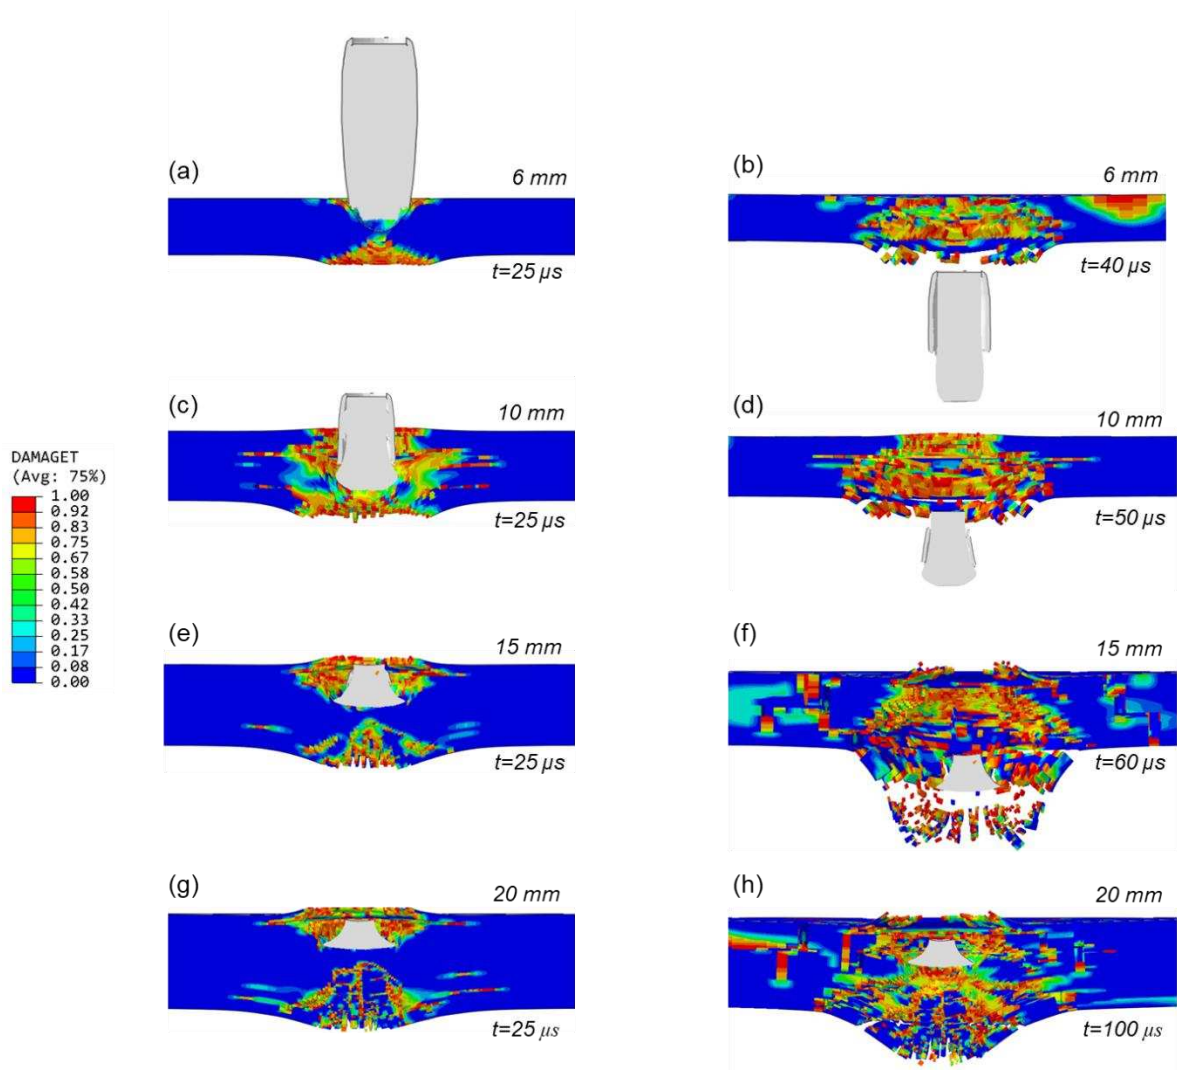 (a)
6 mm
t=25 μs
(b)
6 mm
t=40 μs
(c)
10 mm
t=25 μs
(d)
10 mm
t=50 μs
DAMAGET
(Avg: 75%)
1.00
0.92
0.83
0.75
0.67
0.58
0.50
0.42
0.33
0.25
0.17
0.08
0.00
(e)
15 mm
t=25 μs
(f)
15 mm
t=60 μs
(g)
20 mm
t=25 μs
(h)
20 mm
t=100 μs